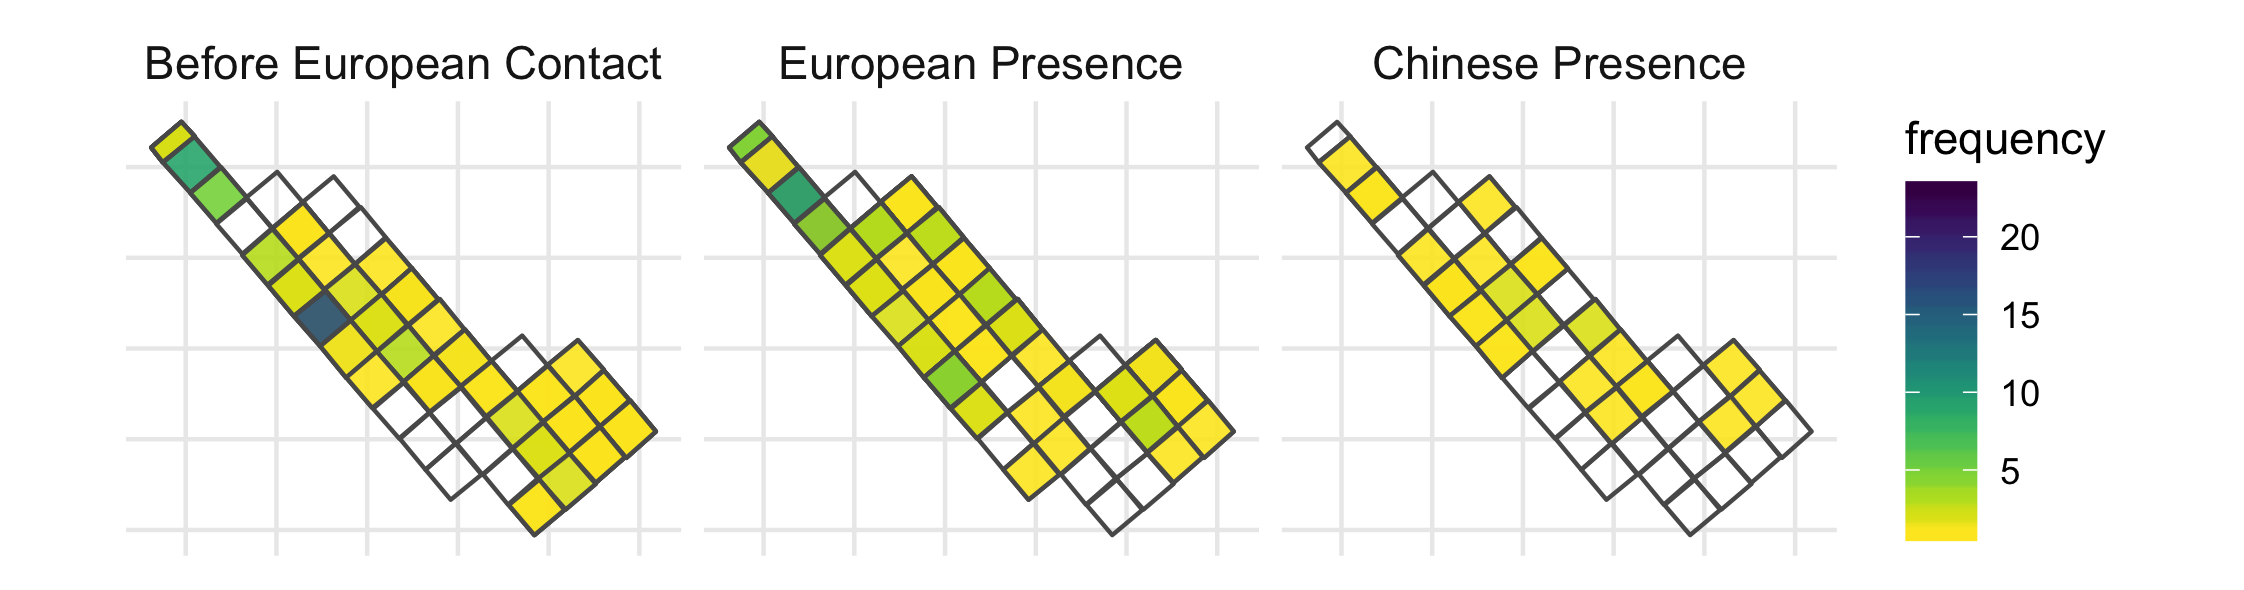 Before European Contact
European Presence
Chinese Presence
frequency
20
15
10
5